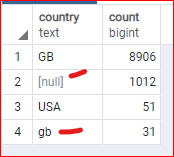 country count
text bigint
1 GB 8906
2 [null] 1012
3 USA 51
4 gb 31